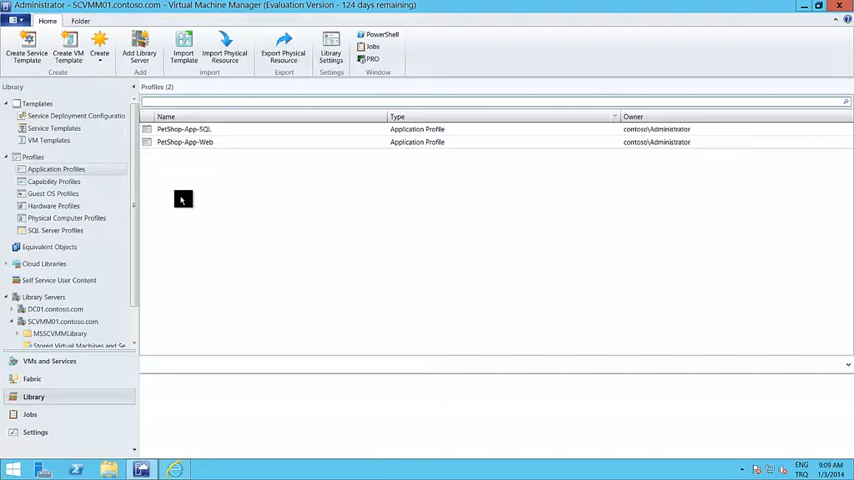 Administrator - SCVMM01.contoso.com - Virtual Machine Manager (Evaluation Version - 124 days remaining)
Home Folder
Create Service Template
Create VM Template
Create
Add Library Server
Import Template
Import Physical Resource
Export Physical Resource
Library Settings
PowerShell
Jobs
PRO
Create Add Import Export Settings Window
Library
Templates
Service Deployment Configuratio
Service Templates
VM Templates
Profiles
Application Profiles
Capability Profiles
Guest OS Profiles
Hardware Profiles
Physical Computer Profiles
SQL Server Profiles
Equivalent Objects
Cloud Libraries
Self Service User Content
Library Servers
DC01.contoso.com
SCVMM01.contoso.com
MSSCVMMLibrary
Stored Virtual Machines and Se
VMs and Services
Fabric
Library
Jobs
Settings
Profiles (2)
Name Type Owner
PetShop-App-SQL Application Profile contoso\Administrator
PetShop-App-Web Application Profile contoso\Administrator
ENG 9:09 AM
TRQ 1/3/2014